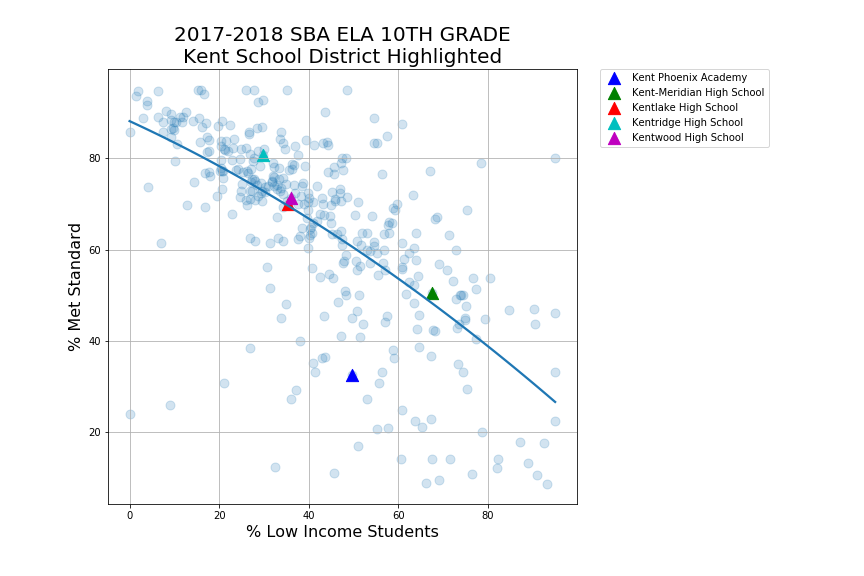 2017-2018 SBA ELA 10TH GRADE
Kent School District Highlighted
Kent Phoenix Academy
Kent-Meridian High School
Kentlake High School
Kentridge High School
Kentwood High School
% Met Standard
80
60
40
20
0
20
40
60
80
% Low Income Students